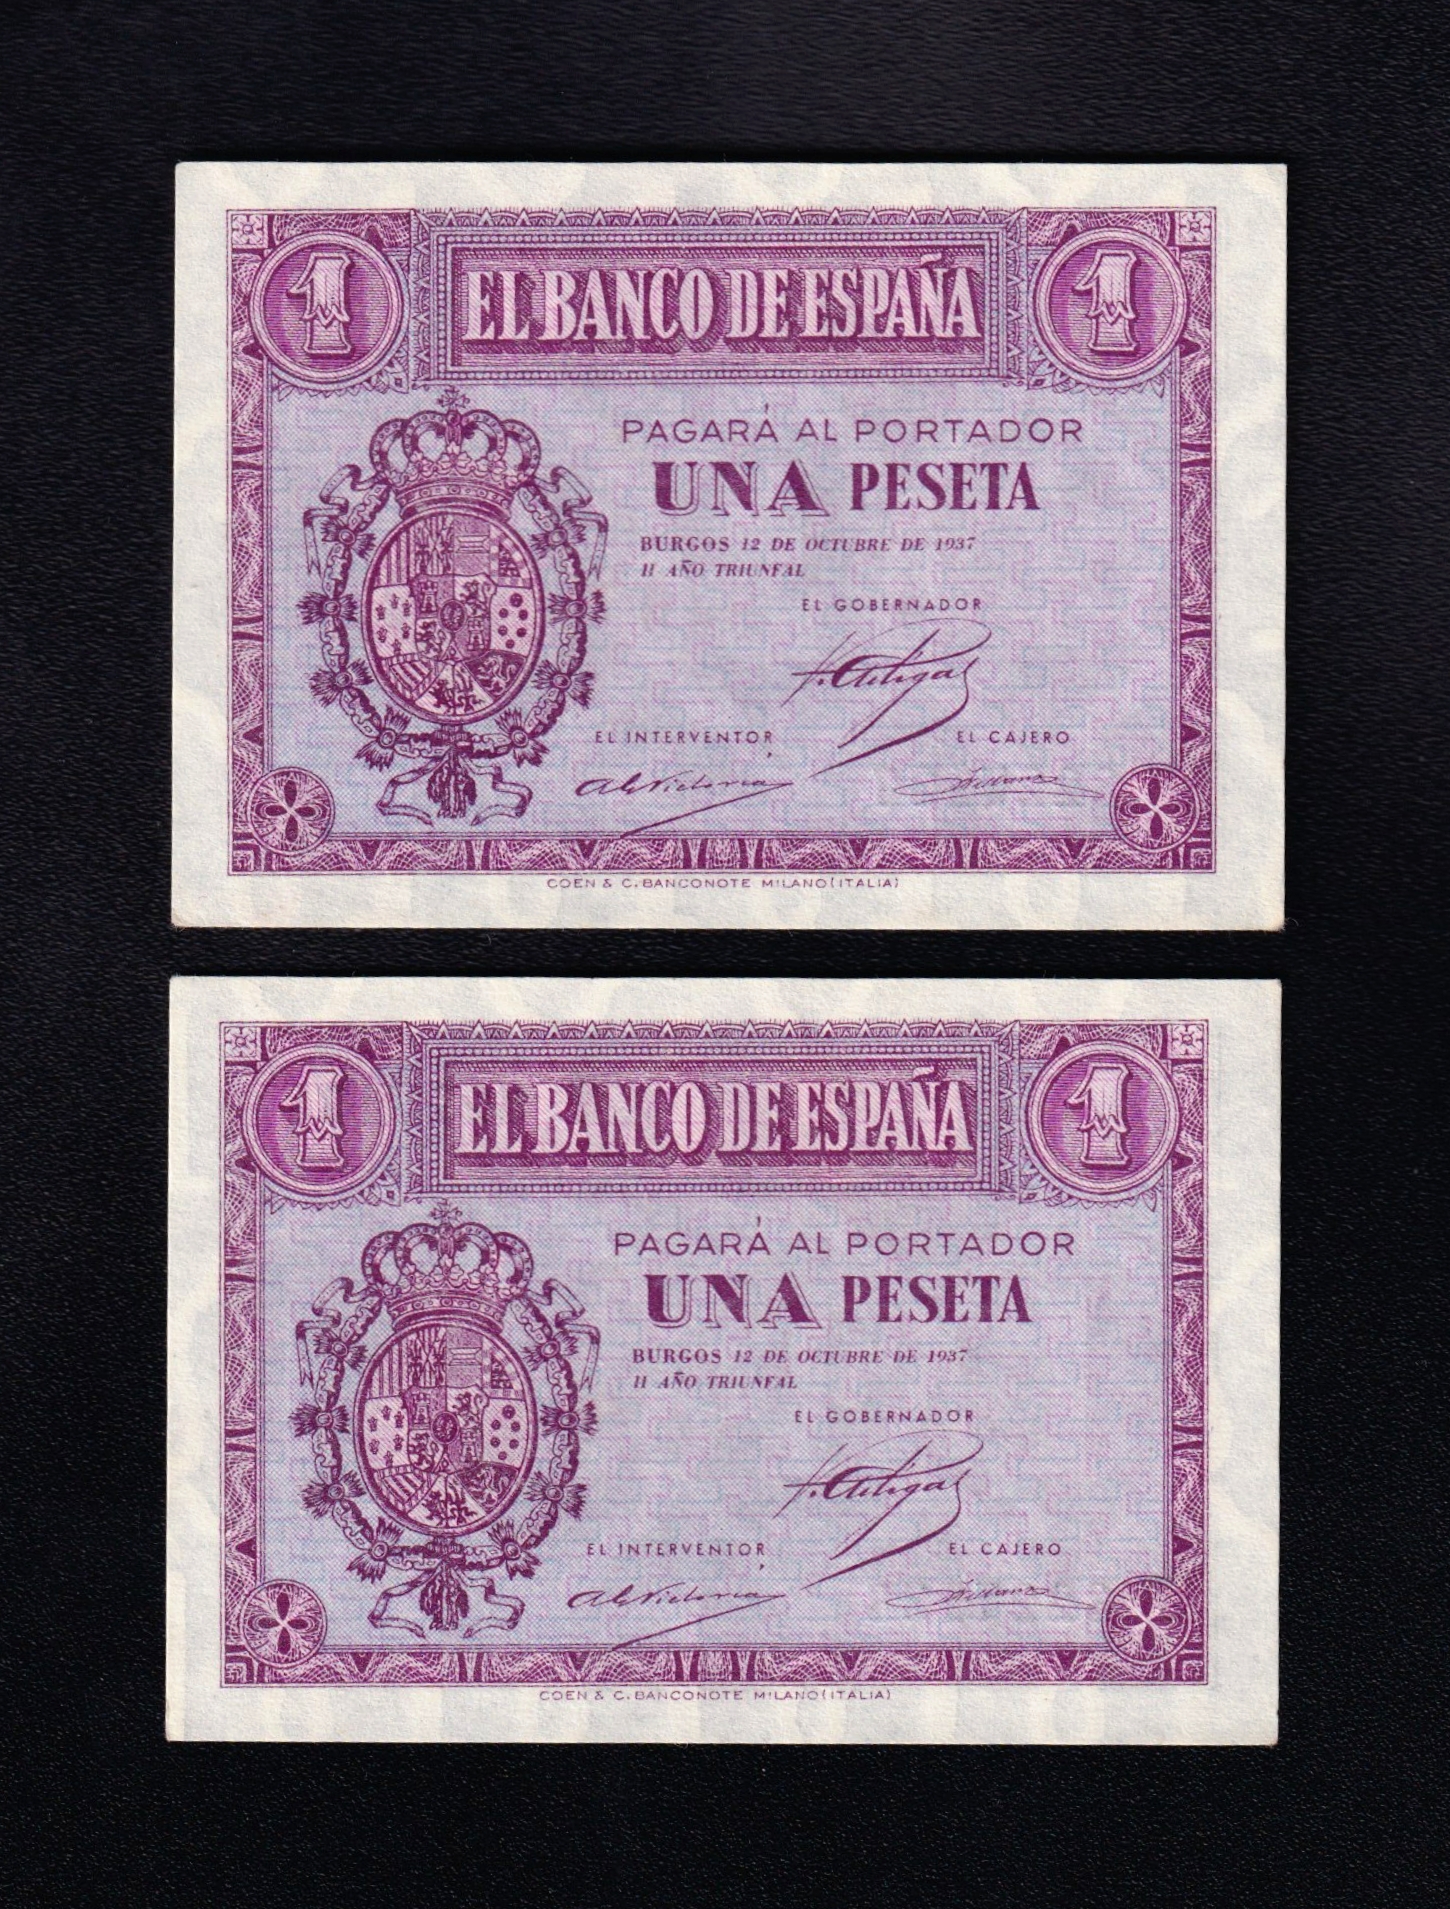 1 EL BANCO DE ESPAÑA 1
PAGARÁ AL PORTADOR
UNA PESETA
BURGOS 12 DE OCTUBRE DE 1937
II AÑO TRIUNFAL
EL GOBERNADOR
EL INTERVENTOR EL CAJERO
COEN & C. BANCONOTE MILANO (ITALIA)
1 EL BANCO DE ESPAÑA 1
PAGARÁ AL PORTADOR
UNA PESETA
BURGOS 12 DE OCTUBRE DE 1937
II AÑO TRIUNFAL
EL GOBERNADOR
EL INTERVENTOR EL CAJERO
COEN & C. BANCONOTE MILANO (ITALIA)